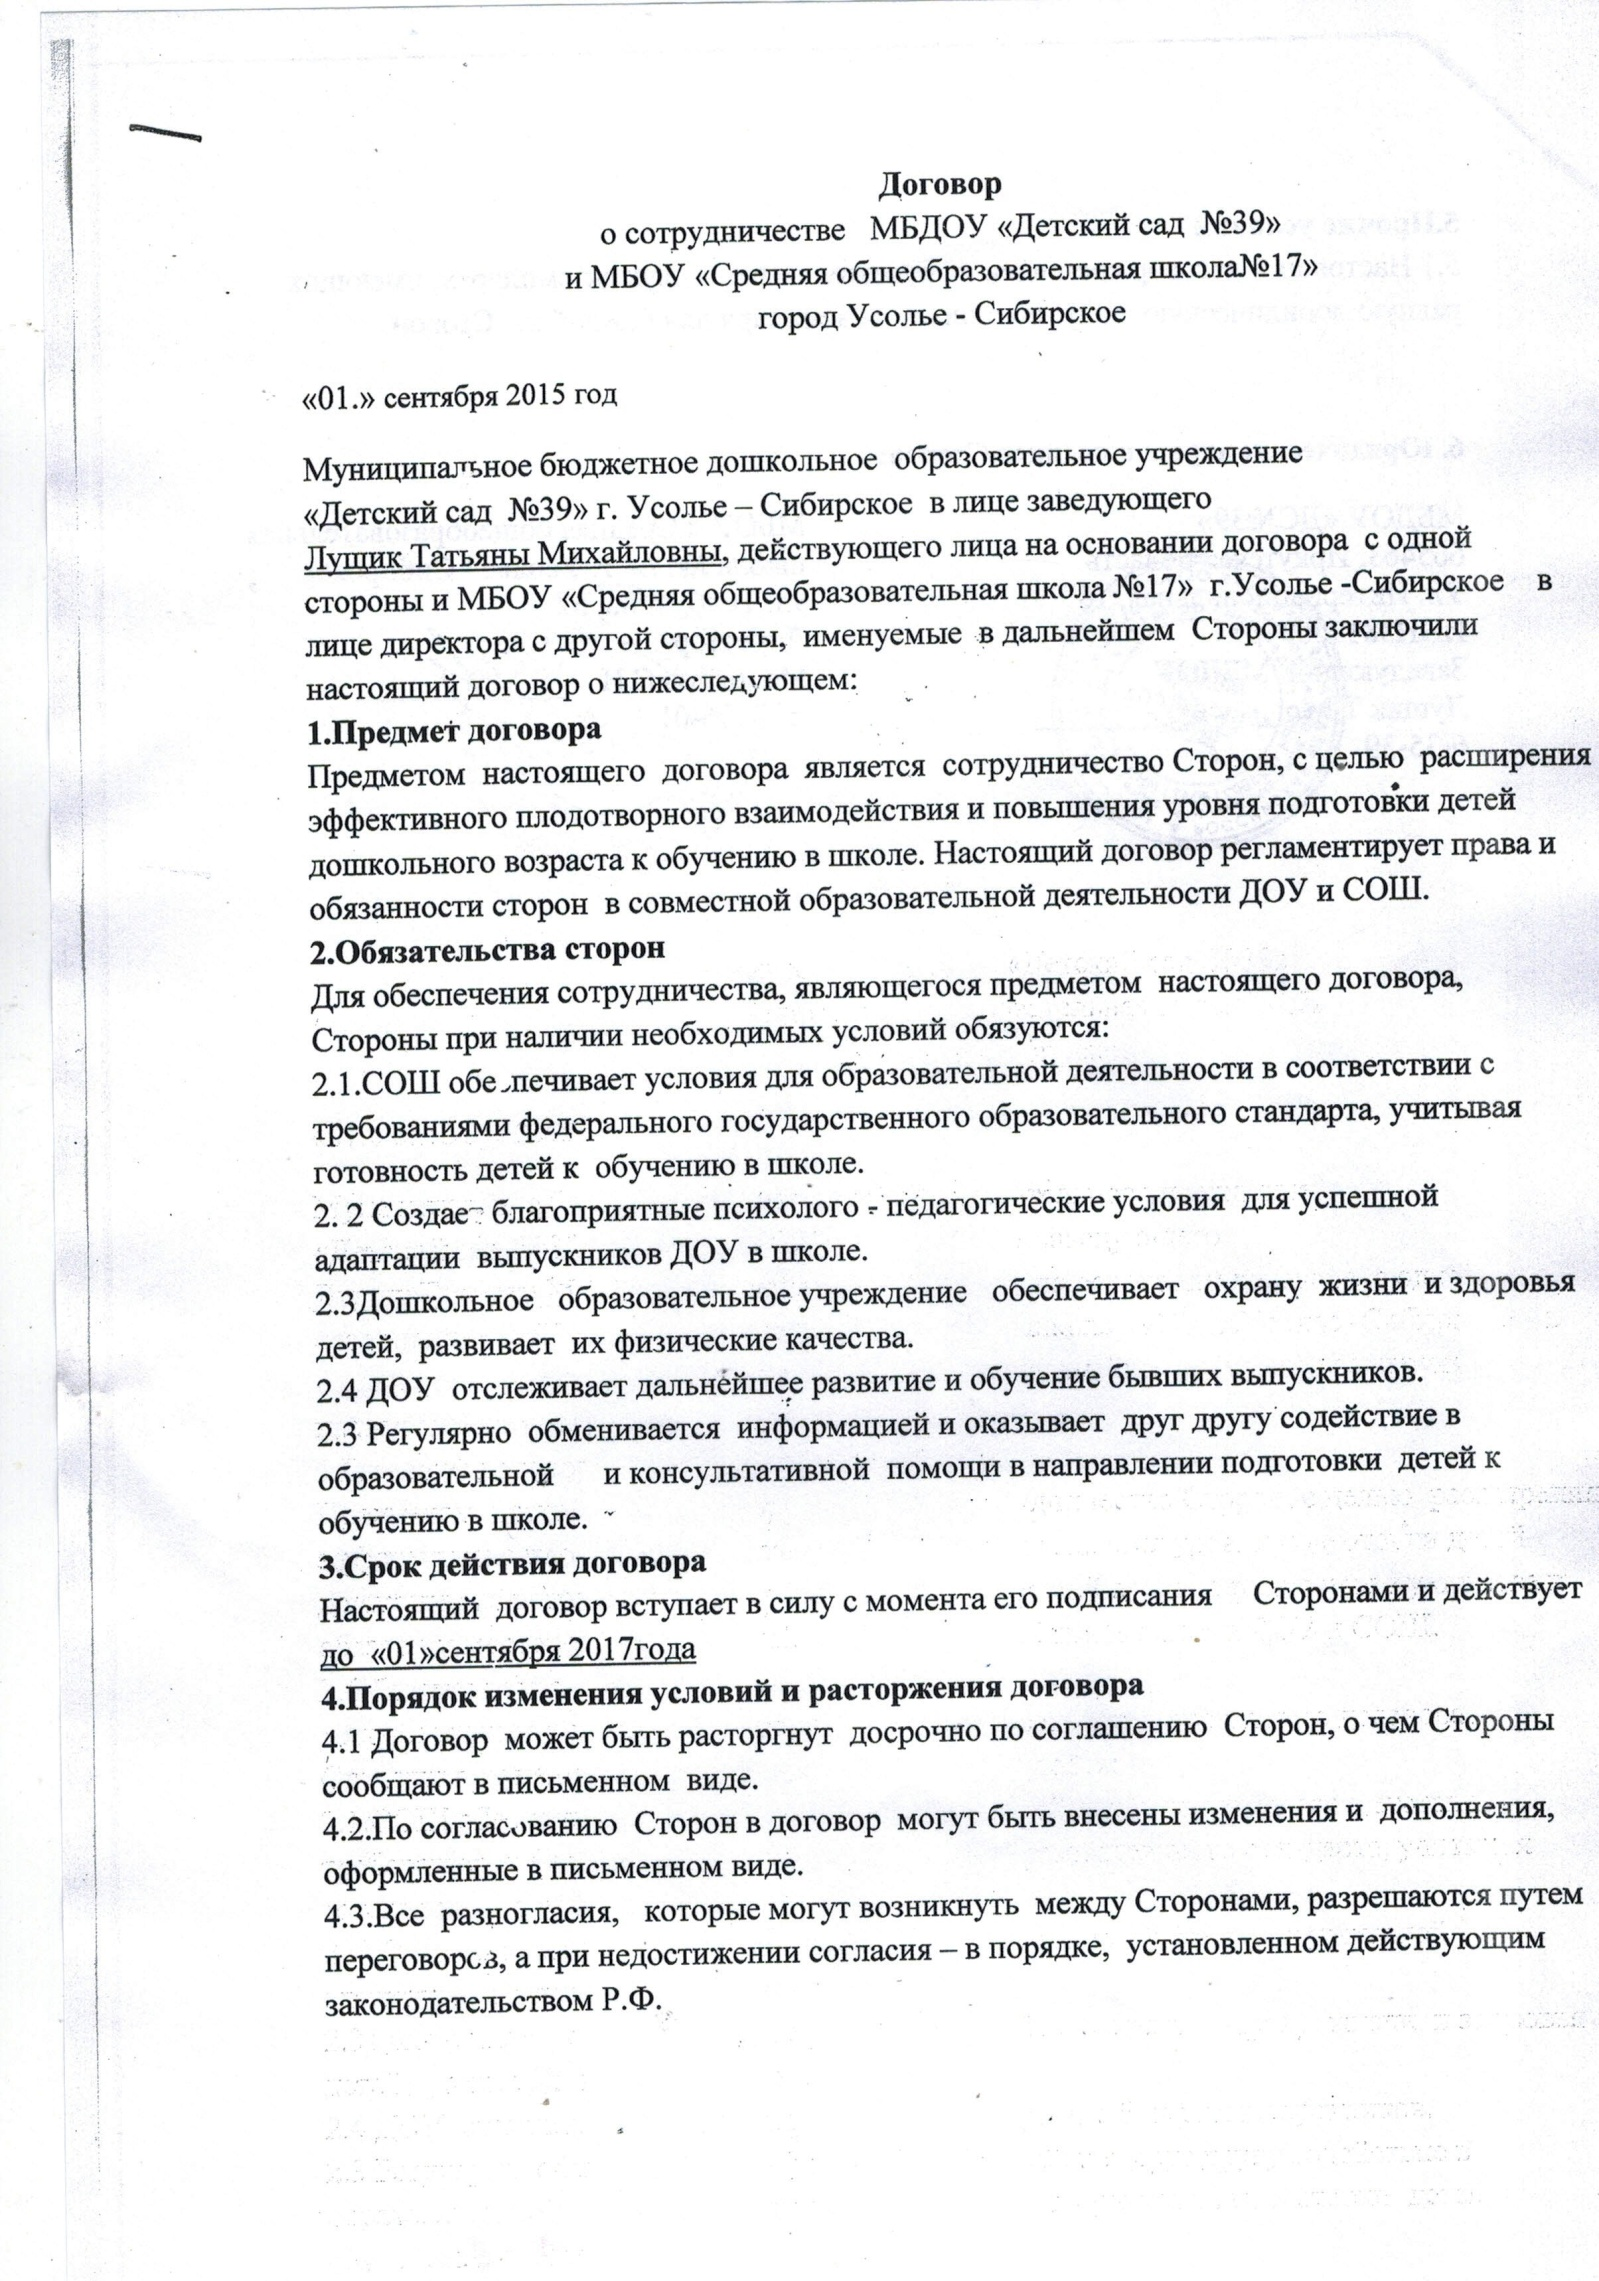 Договор
о сотрудничестве МБДОУ «Детский сад №39»
и МБОУ «Средняя общеобразовательная школа№17»
город Усолье - Сибирское
«01.» сентября 2015 год
Муниципальное бюджетное дошкольное образовательное учреждение
«Детский сад №39» г. Усолье – Сибирское в лице заведующего
Лущик Татьяны Михайловны, действующего лица на основании договора с одной
стороны и МБОУ «Средняя общеобразовательная школа №17» г.Усолье -Сибирское в
лице директора с другой стороны, именуемые в дальнейшем Стороны заключили
настоящий договор о нижеследующем:
1.Предмет договора
Предметом настоящего договора является сотрудничество Сторон, с целью расширения
эффективного плодотворного взаимодействия и повышения уровня подготовки детей
дошкольного возраста к обучению в школе. Настоящий договор регламентирует права и
обязанности сторон в совместной образовательной деятельности ДОУ и СОШ.
2.Обязательства сторон
Для обеспечения сотрудничества, являющегося предметом настоящего договора,
Стороны при наличии необходимых условий обязуются:
2.1.СОШ обеспечивает условия для образовательной деятельности в соответствии с
требованиями федерального государственного образовательного стандарта, учитывая
готовность детей к обучению в школе.
2. 2 Создает благоприятные психолого - педагогические условия для успешной
адаптации выпускников ДОУ в школе.
2.3Дошкольное образовательное учреждение обеспечивает охрану жизни и здоровья
детей, развивает их физические качества.
2.4 ДОУ отслеживает дальнейшее развитие и обучение бывших выпускников.
2.3 Регулярно обменивается информацией и оказывает друг другу содействие в
образовательной и консультативной помощи в направлении подготовки детей к
обучению в школе.
3.Срок действия договора
Настоящий договор вступает в силу с момента его подписания Сторонами и действует
до «01»сентября 2017года
4.Порядок изменения условий и расторжения договора
4.1 Договор может быть расторгнут досрочно по соглашению Сторон, о чем Стороны
сообщают в письменном виде.
4.2.По согласованию Сторон в договор могут быть внесены изменения и дополнения,
оформленные в письменном виде.
4.3.Все разногласия, которые могут возникнуть между Сторонами, разрешаются путем
переговоров, а при недостижении согласия – в порядке, установленном действующим
законодательством Р.Ф.